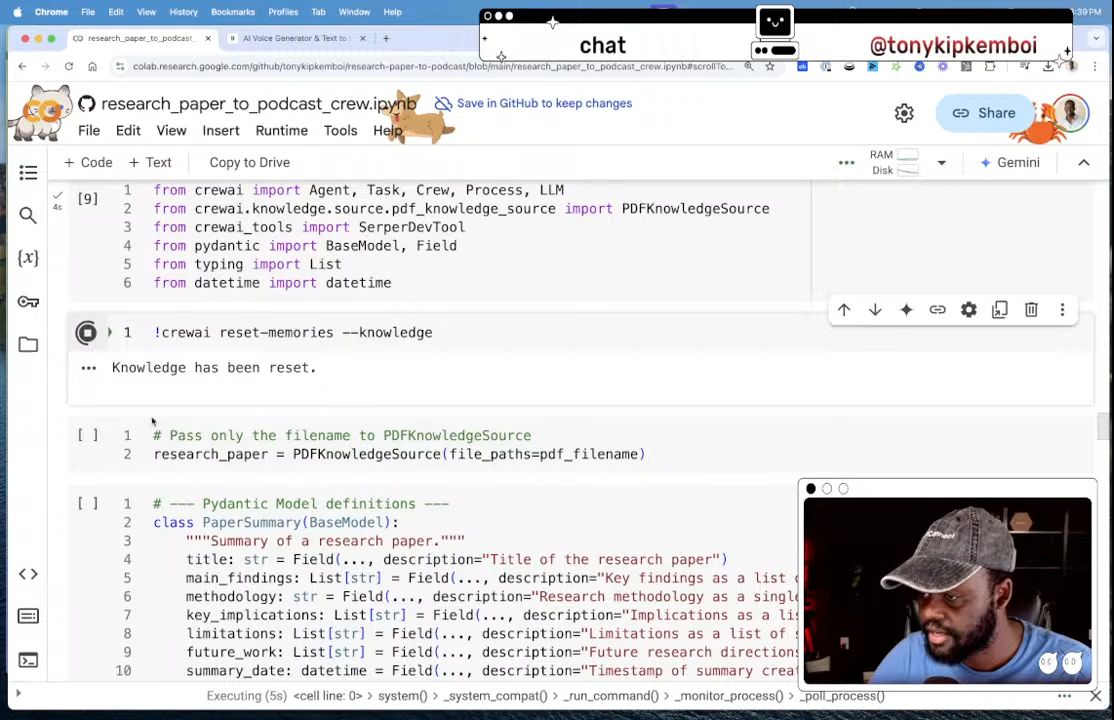 Chrome File Edit View History Bookmarks Profiles Tab Window Help
:39 PM
research_paper_to_podcast_
AI Voice Generator & Text to
chat
@tonykipkemboi
colab.research.google.com/github/tonykipkemboi/research-paper-to-podcast/blob/main/research_paper_to_podcast_crew.ipynb#scrollTo...
research_paper_to_podcast_crew.ipynb
Save in GitHub to keep changes
Share
File Edit View Insert Runtime Tools Help
+ Code + Text Copy to Drive
RAM
Disk
Gemini
[9]
4s
1 from crewai import Agent, Task, Crew, Process, LLM
2 from crewai.knowledge.source.pdf_knowledge_source import PDFKnowledgeSource
3 from crewai_tools import SerperDevTool
4 from pydantic import BaseModel, Field
5 from typing import List
6 from datetime import datetime
1 !crewai reset-memories --knowledge
Knowledge has been reset.
[ ] 1 # Pass only the filename to PDFKnowledgeSource
2 research_paper = PDFKnowledgeSource(file_paths=pdf_filename)
[ ] 1 # --- Pydantic Model definitions ---
2 class PaperSummary(BaseModel):
3 """Summary of a research paper."""
4 title: str = Field(..., description="Title of the research paper")
5 main_findings: List[str] = Field(..., description="Key findings as a list o
6 methodology: str = Field(..., description="Research methodology as a single
7 key_implications: List[str] = Field(..., description="Implications as a lis
8 limitations: List[str] = Field(..., description="Limitations as a list of s
9 future_work: List[str] = Field(..., description="Future research directions
10 summary_date: datetime = Field(..., description="Timestamp of summary creat
Executing (5s) <cell line: 0> > system() > _system_compat() > _run_command() > _monitor_process() > _poll_process()